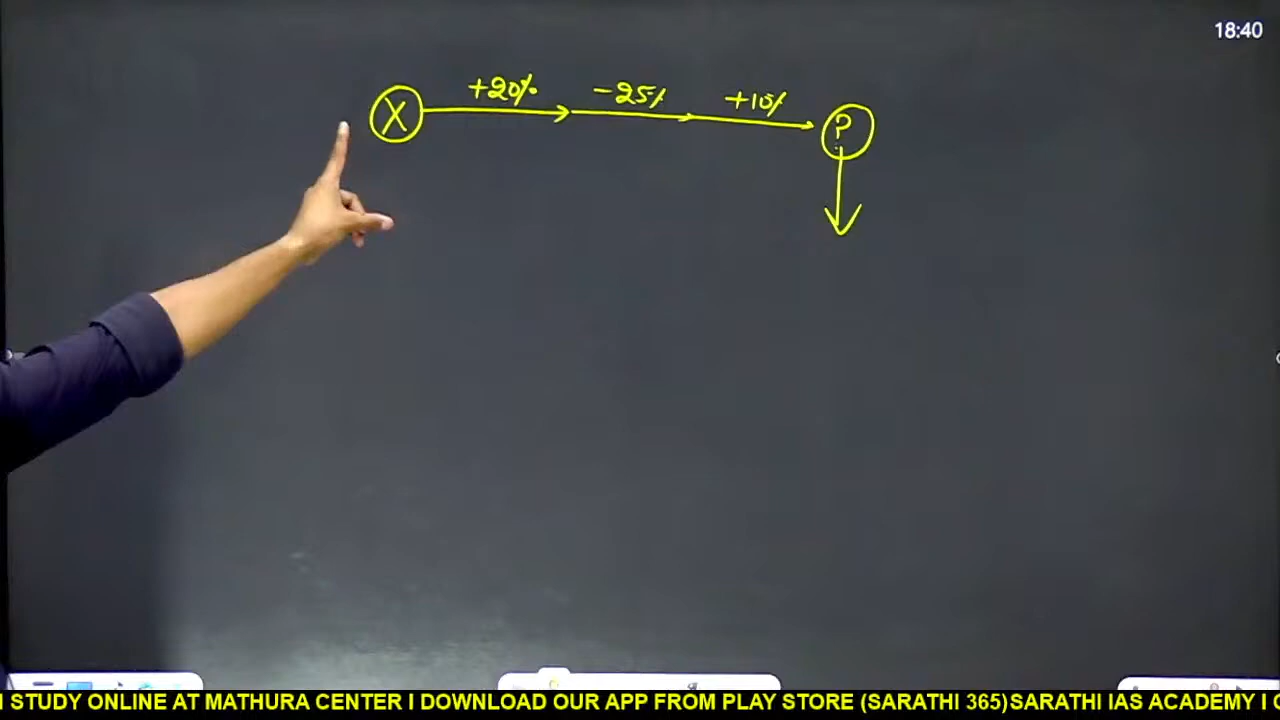 18:40
+20% -25% +10%
X ?
I STUDY ONLINE AT MATHURA CENTER I DOWNLOAD OUR APP FROM PLAY STORE (SARATHI 365)SARATHI IAS ACADEMY I